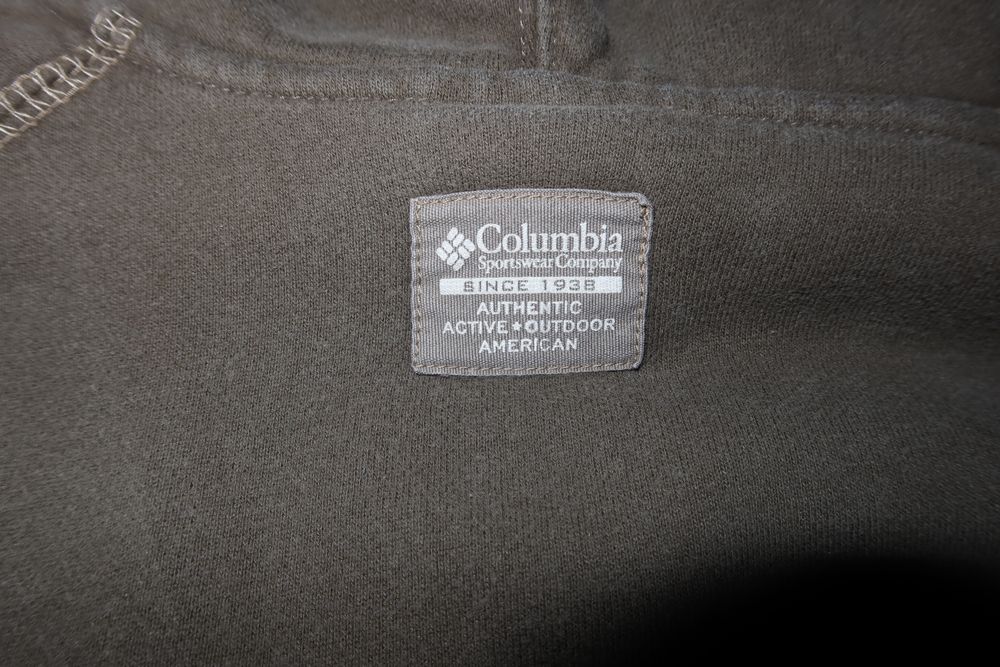 Columbia
Sportswear Company
SINCE 1938
AUTHENTIC
ACTIVE★OUTDOOR
AMERICAN